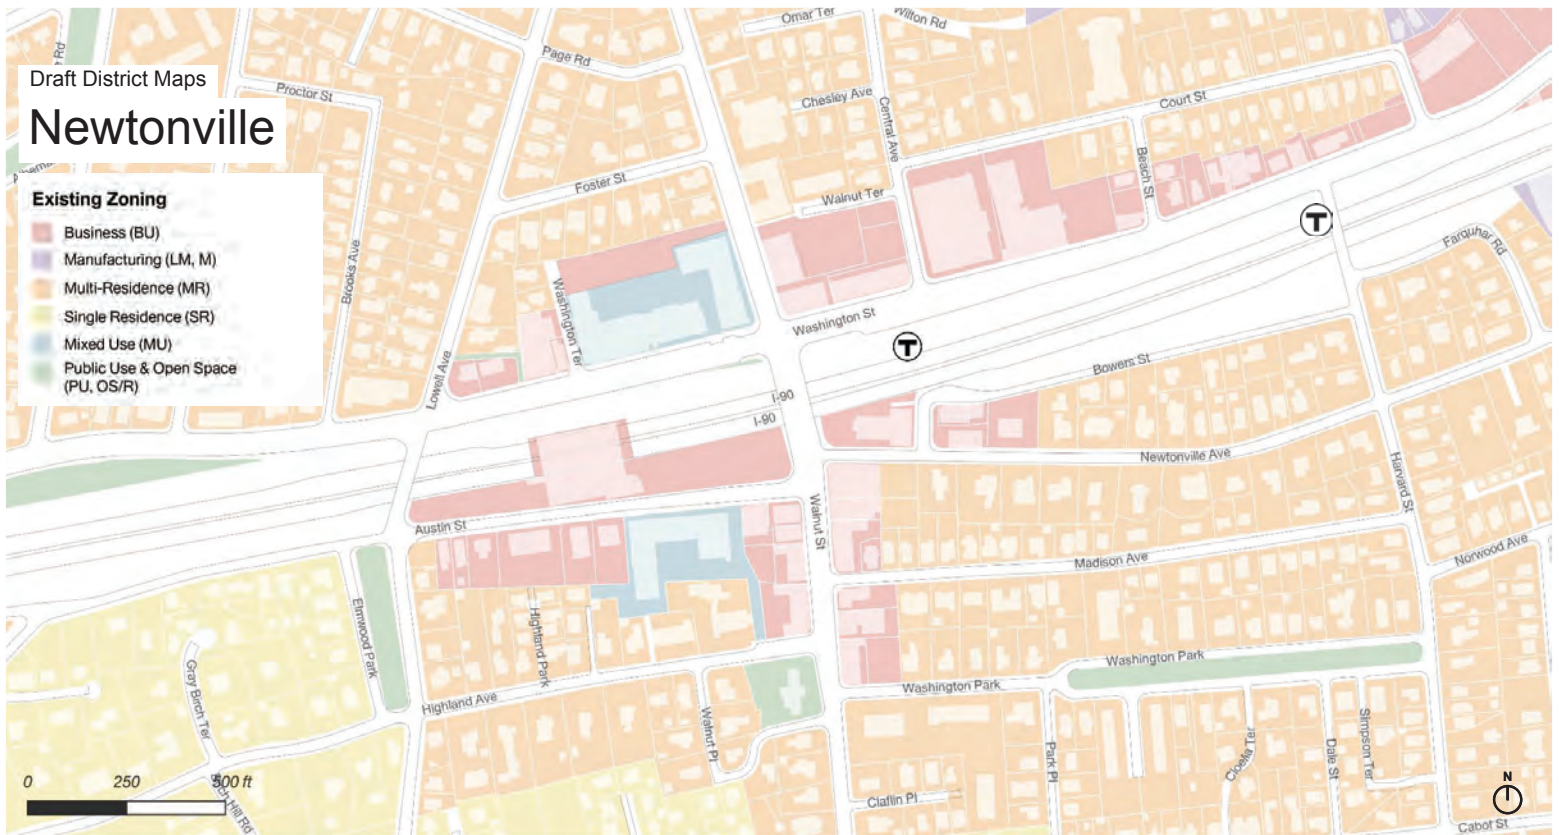 Omar Ter
Wilton Rd
Page Rd
Draft District Maps
Newtonville
Proctor St
Chesley Ave
Central Ave
Court St
Beach St
Foster St
Walnut Ter
Existing Zoning
Business (BU)
Manufacturing (LM, M)
Multi-Residence (MR)
Single Residence (SR)
Mixed Use (MU)
Public Use & Open Space
(PU, OS/R)
Brooks Ave
Washington Ter
Lowell Ave
Washington St
T
T
Farquhar Rd
Bowers St
I-90
I-90
Newtonville Ave
Harvard St
Walnut St
Austin St
Madison Ave
Norwood Ave
Elmwood Park
Highland Park
Gray Birch Ter
Highland Ave
Walnut Pl
Washington Park
Washington Park
Park Pl
Cloelia Ter
Dale St
Simpson Ter
Claflin Pl
Cabot St
0 250 500 ft
Hill Rd
N